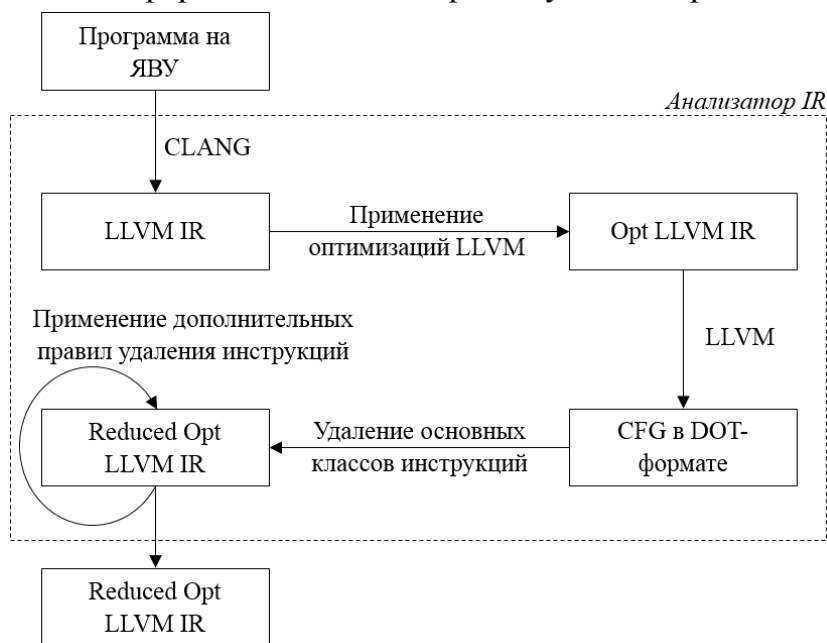 Программа на
ЯВУ
Анализатор IR
CLANG
LLVM IR
Применение
оптимизаций LLVM
Opt LLVM IR
Применение дополнительных
правил удаления инструкций
LLVM
Reduced Opt
LLVM IR
Удаление основных
классов инструкций
CFG в DOT-
формате
Reduced Opt
LLVM IR